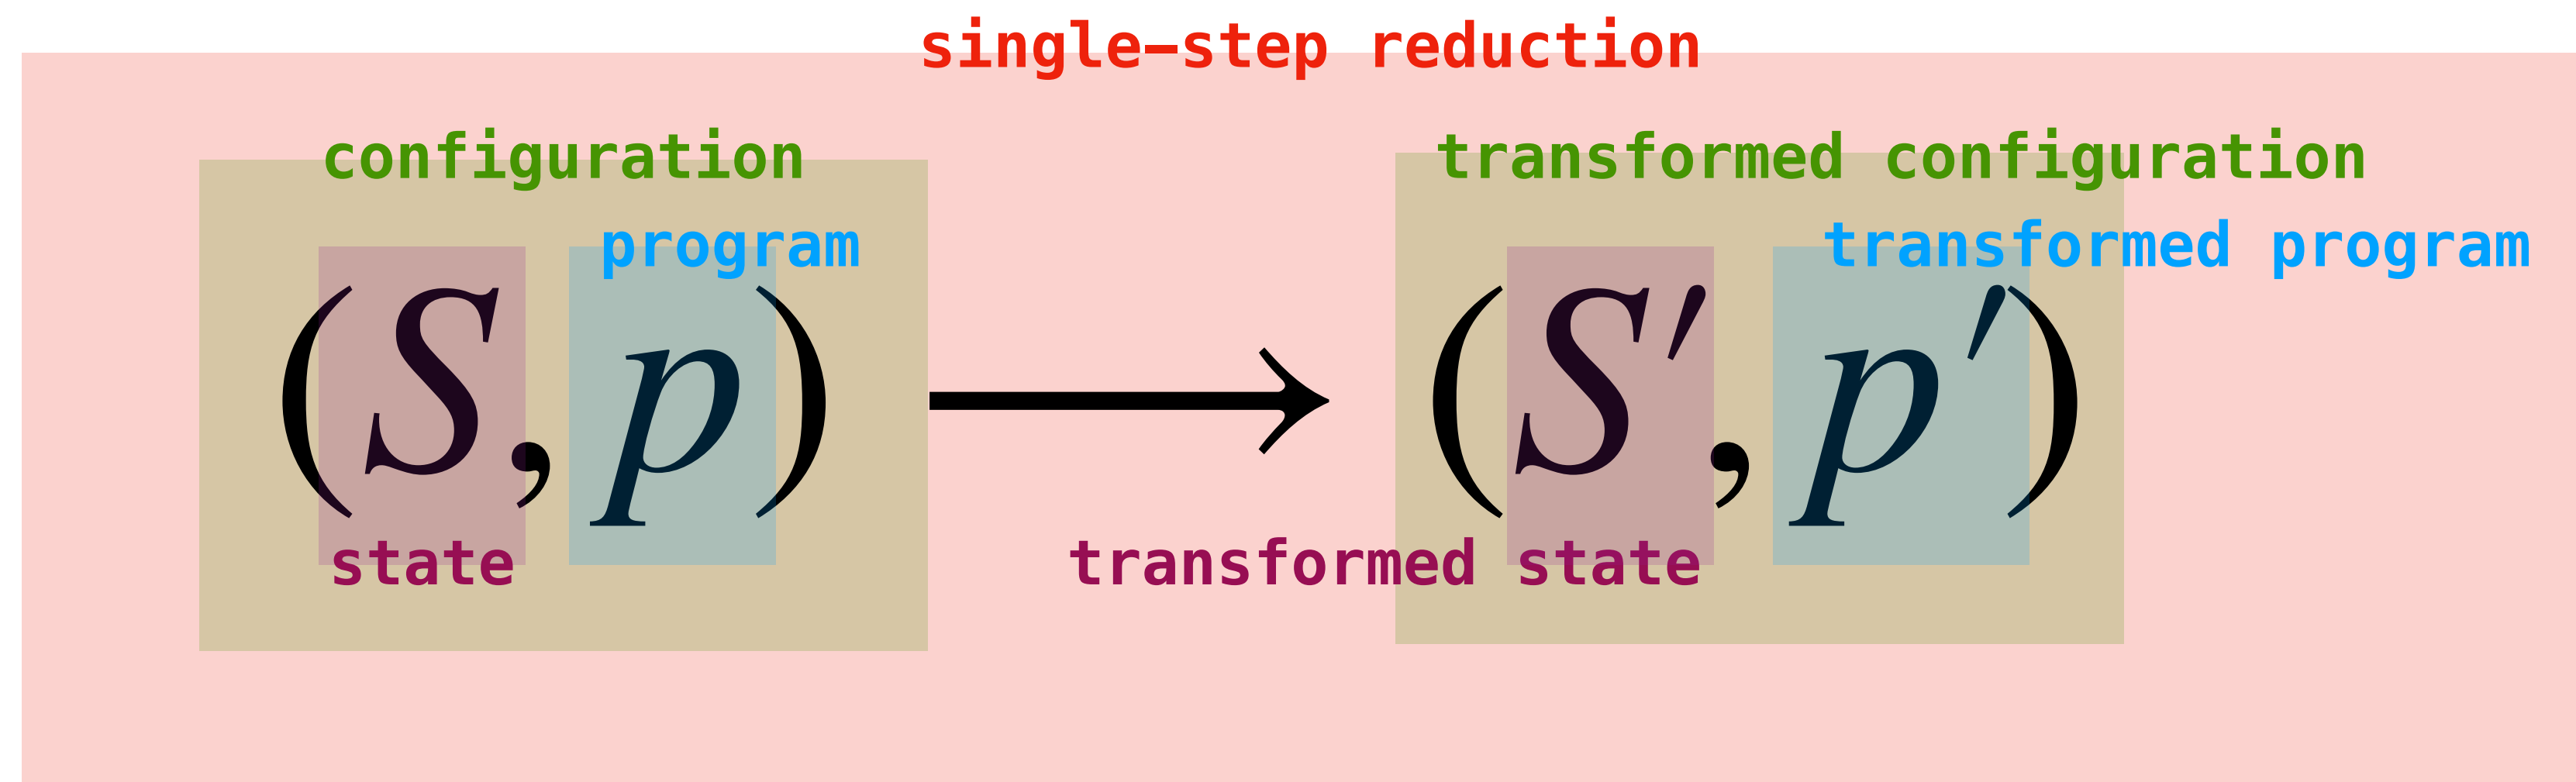 single–step reduction
configuration transformed configuration
program transformed program
(S, p) → (S′, p′)
state transformed state